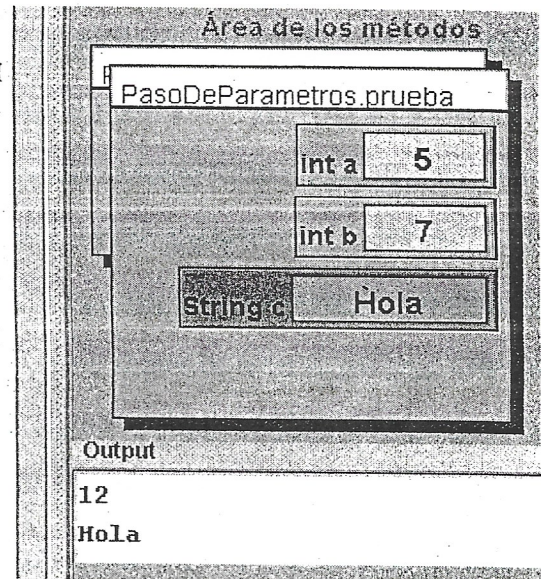 Área de los métodos
PasoDeParametros.prueba
int a 5
int b 7
String c Hola
Output
12
Hola